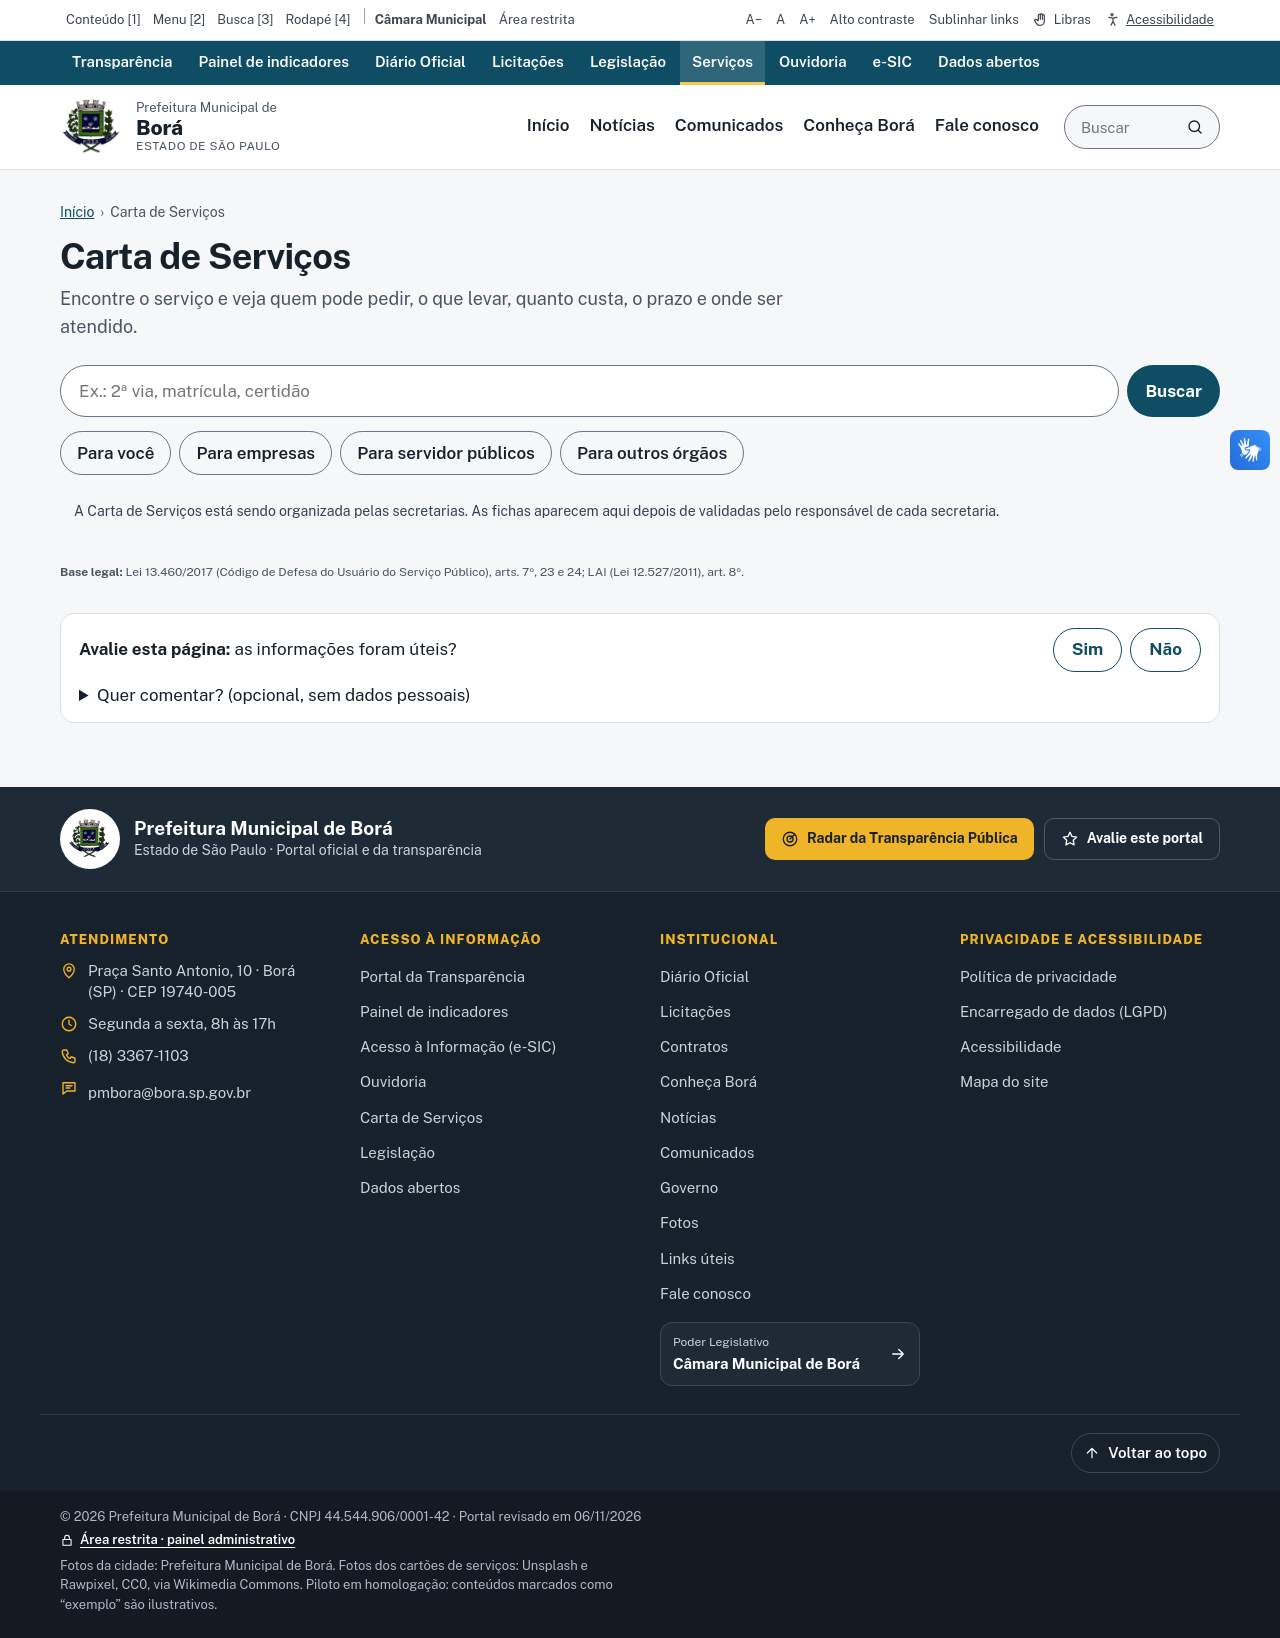 Conteúdo [1] Menu [2] Busca [3] Rodapé [4] Câmara Municipal Área restrita A− A A+ Alto contraste Sublinhar links Libras Acessibilidade
Transparência Painel de indicadores Diário Oficial Licitações Legislação Serviços Ouvidoria e-SIC Dados abertos
Prefeitura Municipal de
Borá
ESTADO DE SÃO PAULO
Início Notícias Comunicados Conheça Borá Fale conosco Buscar
Início › Carta de Serviços
Carta de Serviços
Encontre o serviço e veja quem pode pedir, o que levar, quanto custa, o prazo e onde ser
atendido.
Ex.: 2ª via, matrícula, certidão Buscar
Para você Para empresas Para servidor públicos Para outros órgãos
A Carta de Serviços está sendo organizada pelas secretarias. As fichas aparecem aqui depois de validadas pelo responsável de cada secretaria.
Base legal: Lei 13.460/2017 (Código de Defesa do Usuário do Serviço Público), arts. 7º, 23 e 24; LAI (Lei 12.527/2011), art. 8º.
Avalie esta página: as informações foram úteis? Sim Não
Quer comentar? (opcional, sem dados pessoais)
Prefeitura Municipal de Borá
Estado de São Paulo · Portal oficial e da transparência
Radar da Transparência Pública Avalie este portal
ATENDIMENTO
Praça Santo Antonio, 10 · Borá
(SP) · CEP 19740-005
Segunda a sexta, 8h às 17h
(18) 3367-1103
pmbora@bora.sp.gov.br
ACESSO À INFORMAÇÃO
Portal da Transparência
Painel de indicadores
Acesso à Informação (e-SIC)
Ouvidoria
Carta de Serviços
Legislação
Dados abertos
INSTITUCIONAL
Diário Oficial
Licitações
Contratos
Conheça Borá
Notícias
Comunicados
Governo
Fotos
Links úteis
Fale conosco
Poder Legislativo
Câmara Municipal de Borá
PRIVACIDADE E ACESSIBILIDADE
Política de privacidade
Encarregado de dados (LGPD)
Acessibilidade
Mapa do site
Voltar ao topo
© 2026 Prefeitura Municipal de Borá · CNPJ 44.544.906/0001-42 · Portal revisado em 06/11/2026
Área restrita · painel administrativo
Fotos da cidade: Prefeitura Municipal de Borá. Fotos dos cartões de serviços: Unsplash e
Rawpixel, CC0, via Wikimedia Commons. Piloto em homologação: conteúdos marcados como
“exemplo” são ilustrativos.